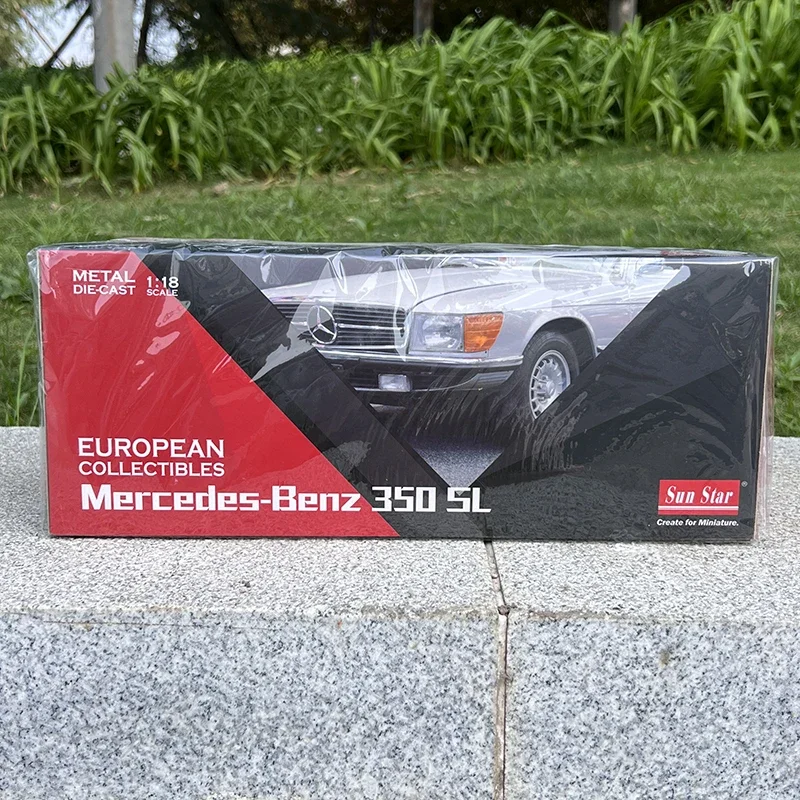 METAL
DIE-CAST
1:18
SCALE
EUROPEAN
COLLECTIBLES
Mercedes-Benz 350 SL
Sun Star®
Create for Miniature.